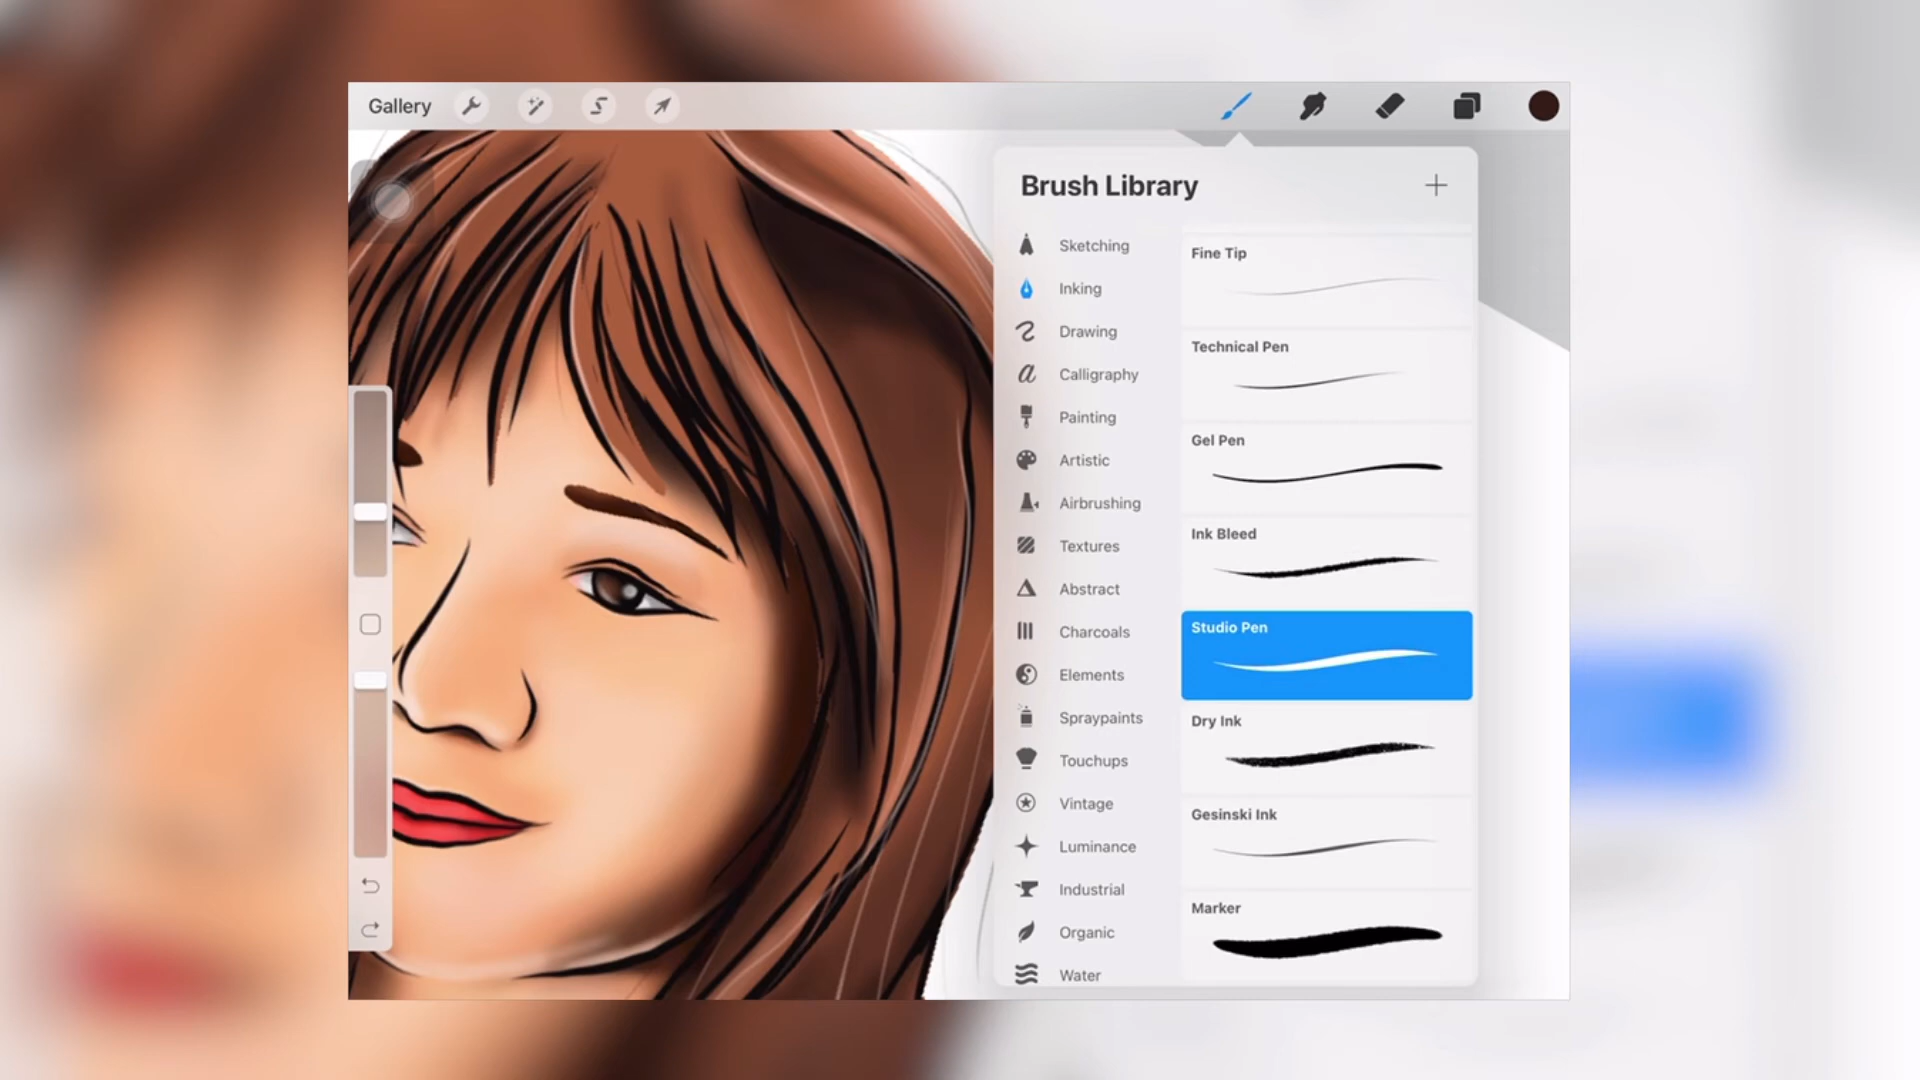 Gallery
Brush Library
Sketching
Inking
Drawing
Calligraphy
Painting
Artistic
Airbrushing
Textures
Abstract
Charcoals
Elements
Spraypaints
Touchups
Vintage
Luminance
Industrial
Organic
Water
Fine Tip
Technical Pen
Gel Pen
Ink Bleed
Studio Pen
Dry Ink
Gesinski Ink
Marker